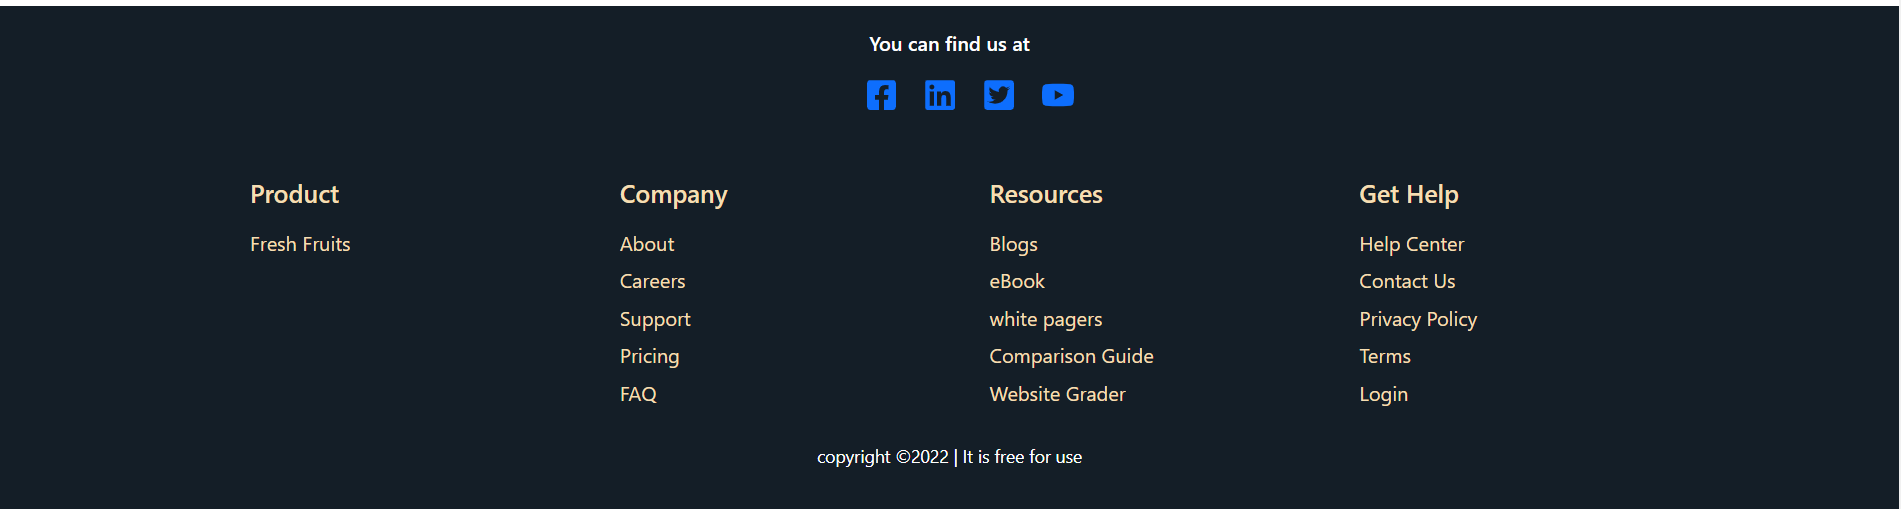 You can find us at
Product
Fresh Fruits
Company
About
Careers
Support
Pricing
FAQ
Resources
Blogs
eBook
white pagers
Comparison Guide
Website Grader
Get Help
Help Center
Contact Us
Privacy Policy
Terms
Login
copyright ©2022 | It is free for use